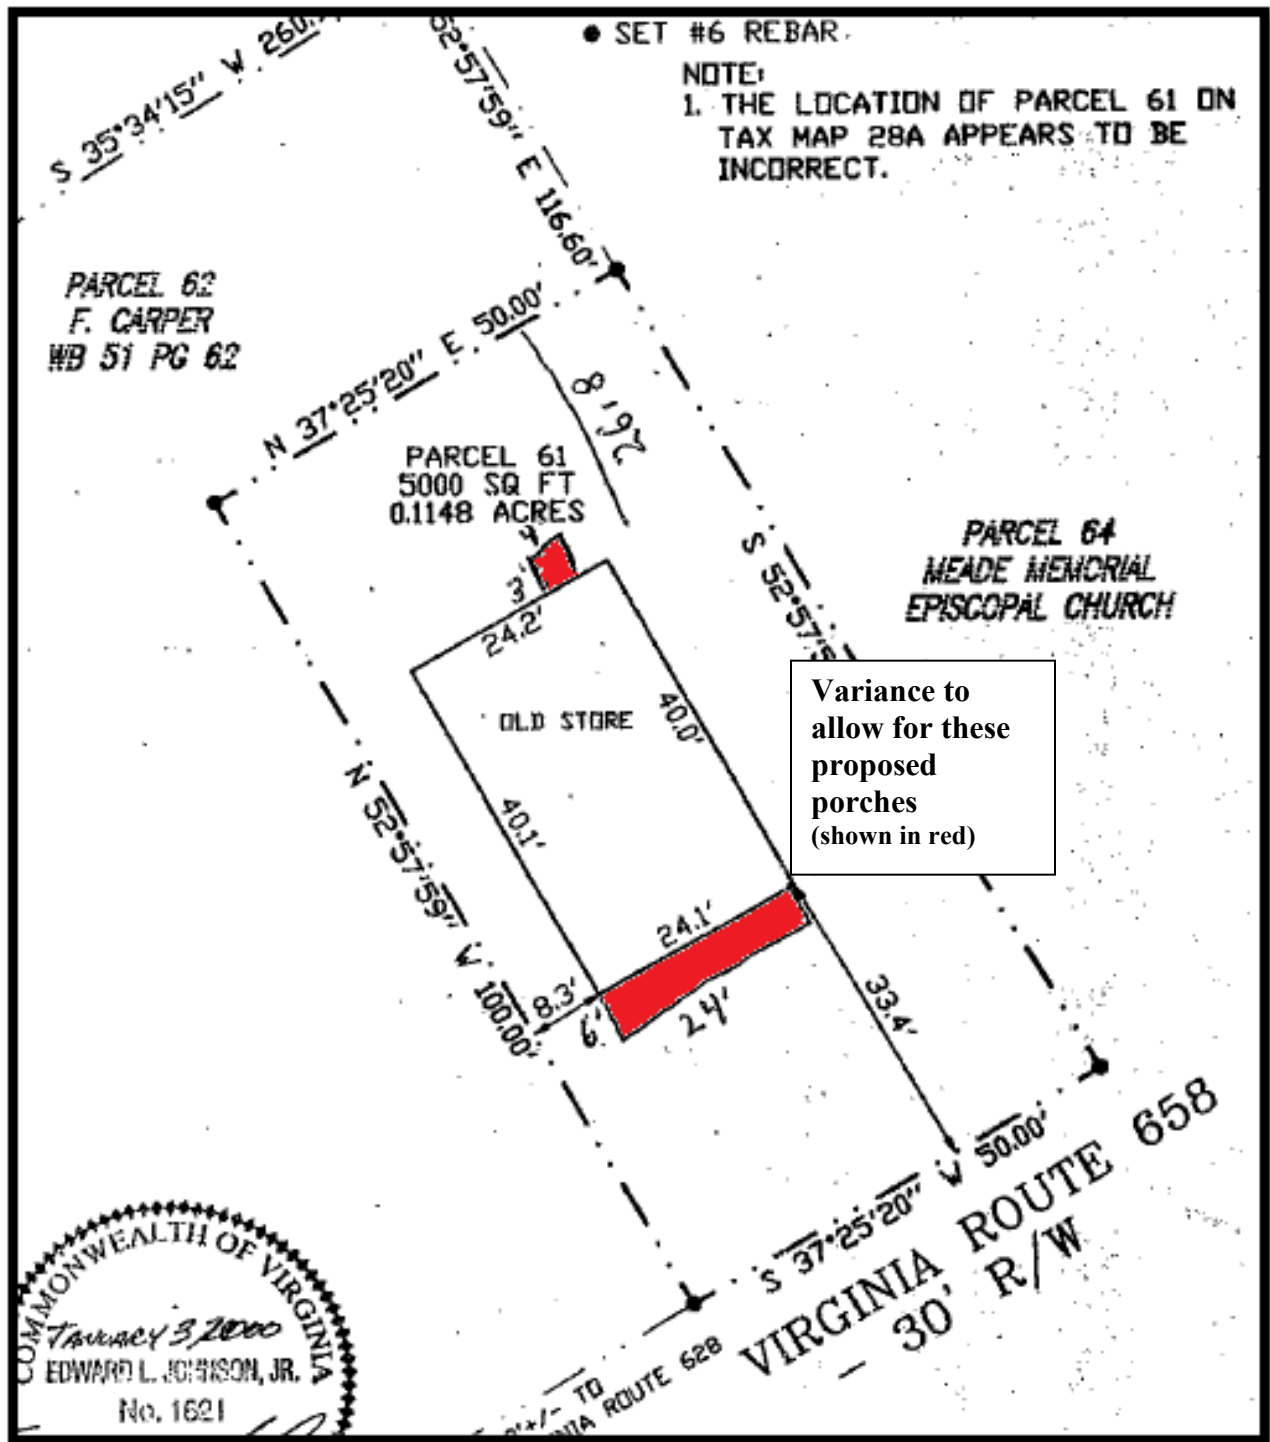 S 35°34'15" W 260.
52°57'59" E 116.60'
SET #6 REBAR.
NOTE:
1. THE LOCATION OF PARCEL 61 ON
TAX MAP 28A APPEARS TO BE
INCORRECT.
PARCEL 62
F. CARPER
WB 51 PG 62
N 37°25'20" E 50.00'
26'8
PARCEL 61
5000 SQ FT
0.1148 ACRES
4'
3'
24.2'
S 52°57'5
PARCEL 64
MEADE MEMORIAL
EPISCOPAL CHURCH
OLD STORE
40.0'
40.1'
Variance to
allow for these
proposed
porches
(shown in red)
N 52°57'59" W 100.00'
24.1'
8.3'
6'
24'
33.4'
S 37°25'20" W 50.00'
VIRGINIA ROUTE 658
30' R/W
COMMONWEALTH OF VIRGINIA
JANUARY 3, 2000
EDWARD L. JOHNSON, JR.
No. 1621
'+/- TO
NIA ROUTE 628